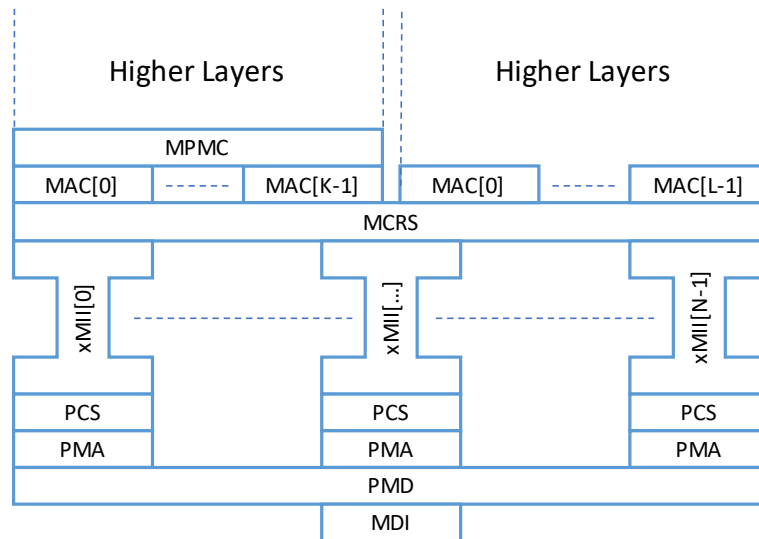 Higher Layers
Higher Layers
MPMC
MAC[0]
MAC[K-1]
MAC[0]
MAC[L-1]
MCRS
xMII[0]
xMII[...]
xMII[N-1]
PCS
PCS
PCS
PMA
PMA
PMA
PMD
MDI